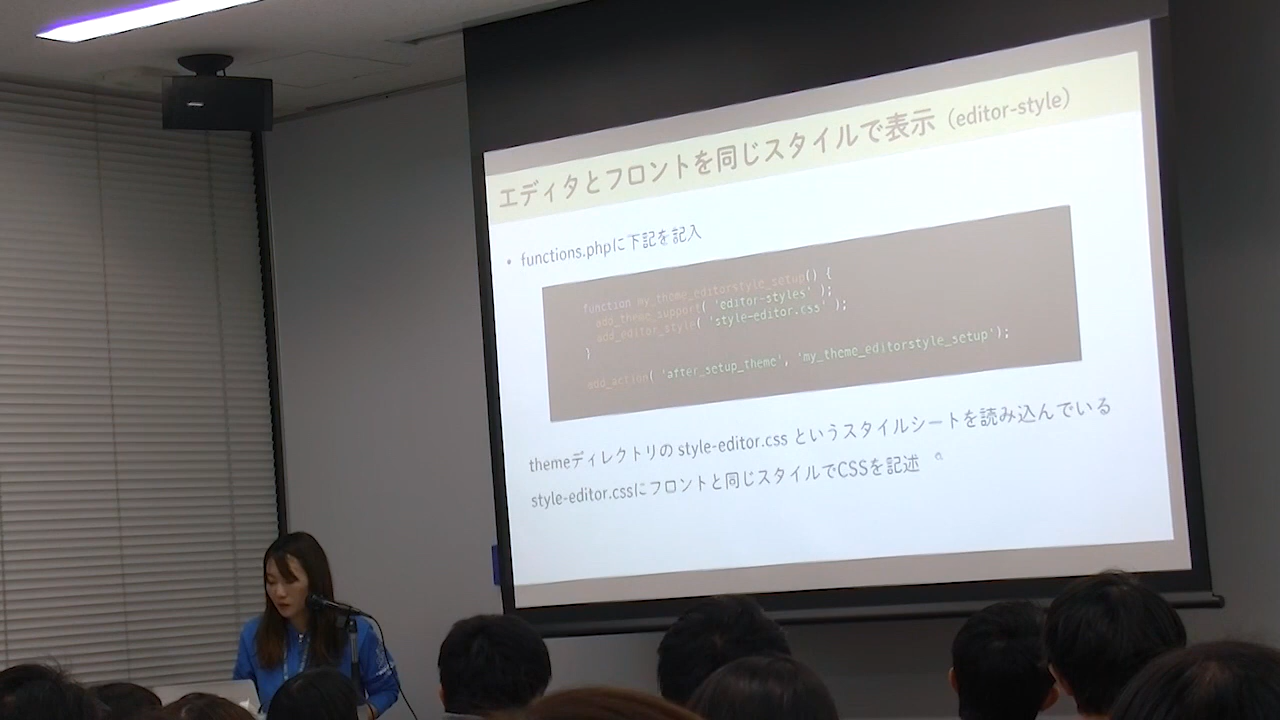 エディタとフロントを同じスタイルで表示（editor-style）
• functions.phpに下記を記入
function my_theme_editorstyle_setup() {
add_theme_support( 'editor-styles' );
add_editor_style( 'style-editor.css' );
}
add_action( 'after_setup_theme', 'my_theme_editorstyle_setup');
themeディレクトリの style-editor.css というスタイルシートを読み込んでいる
style-editor.cssにフロントと同じスタイルでCSSを記述